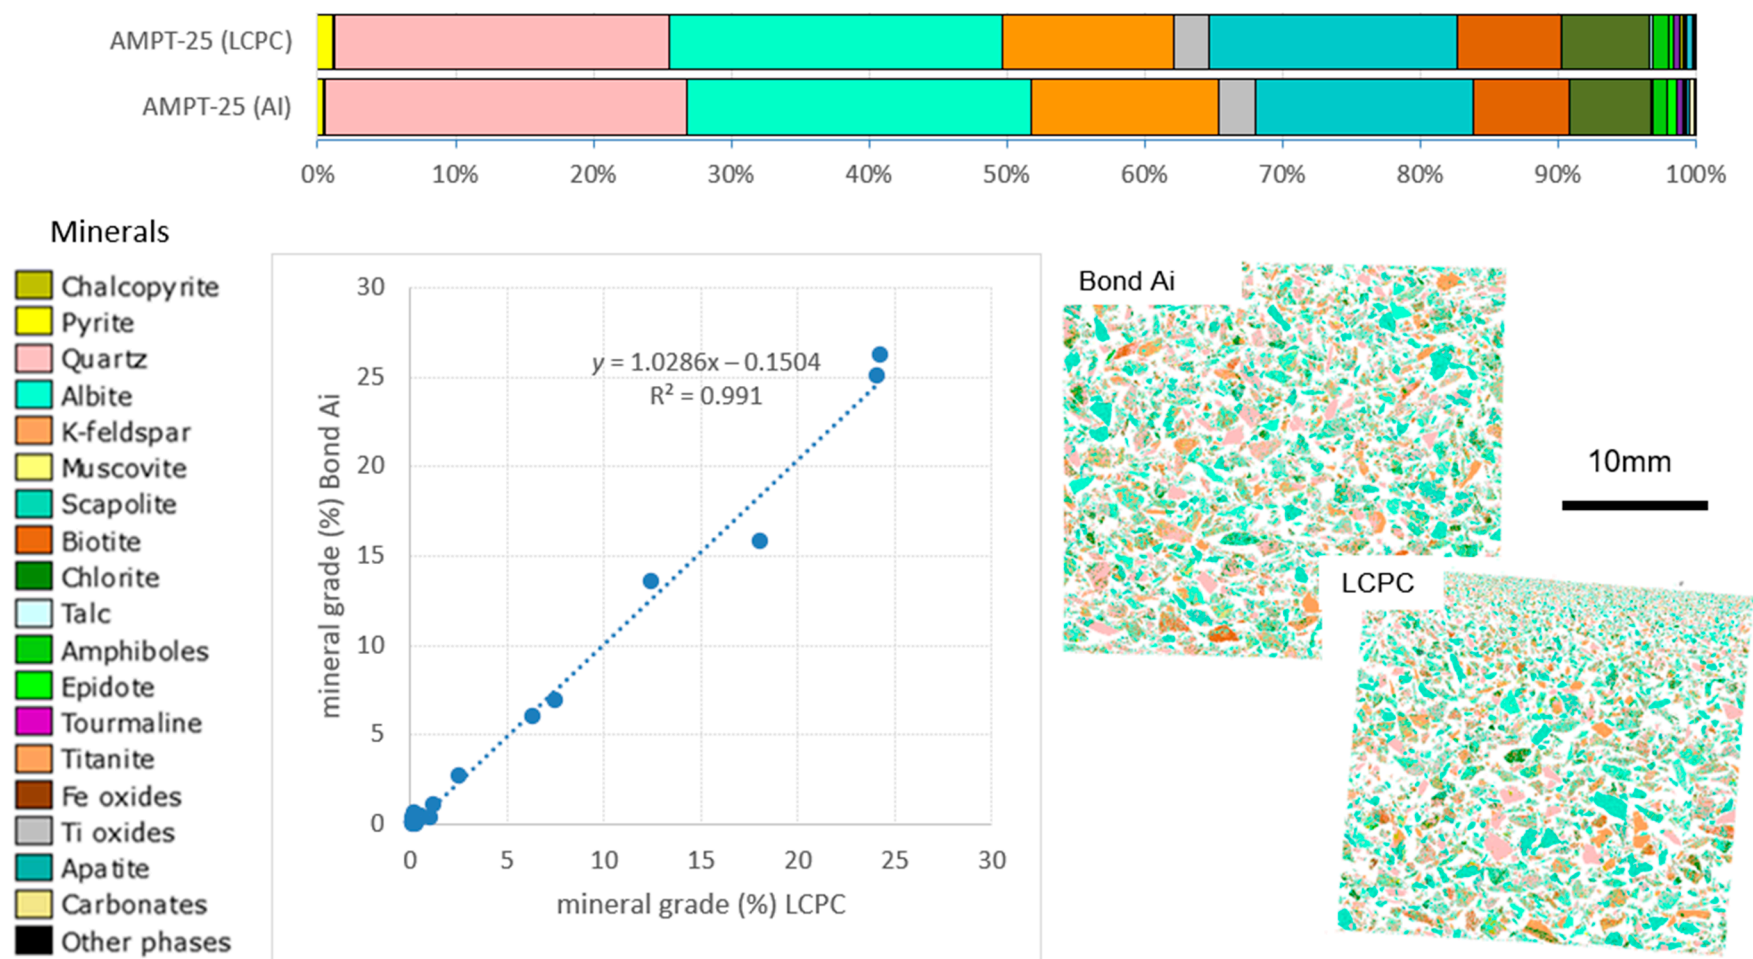 AMPT-25 (LCPC)
AMPT-25 (AI)
0% 10% 20% 30% 40% 50% 60% 70% 80% 90% 100%
Minerals
Chalcopyrite
Pyrite
Quartz
Albite
K-feldspar
Muscovite
Scapolite
Biotite
Chlorite
Talc
Amphiboles
Epidote
Tourmaline
Titanite
Fe oxides
Ti oxides
Apatite
Carbonates
Other phases
mineral grade (%) Bond Ai
30
25
20
15
10
5
0
y = 1.0286x – 0.1504
R² = 0.991
0 5 10 15 20 25 30
mineral grade (%) LCPC
Bond Ai
10mm
LCPC